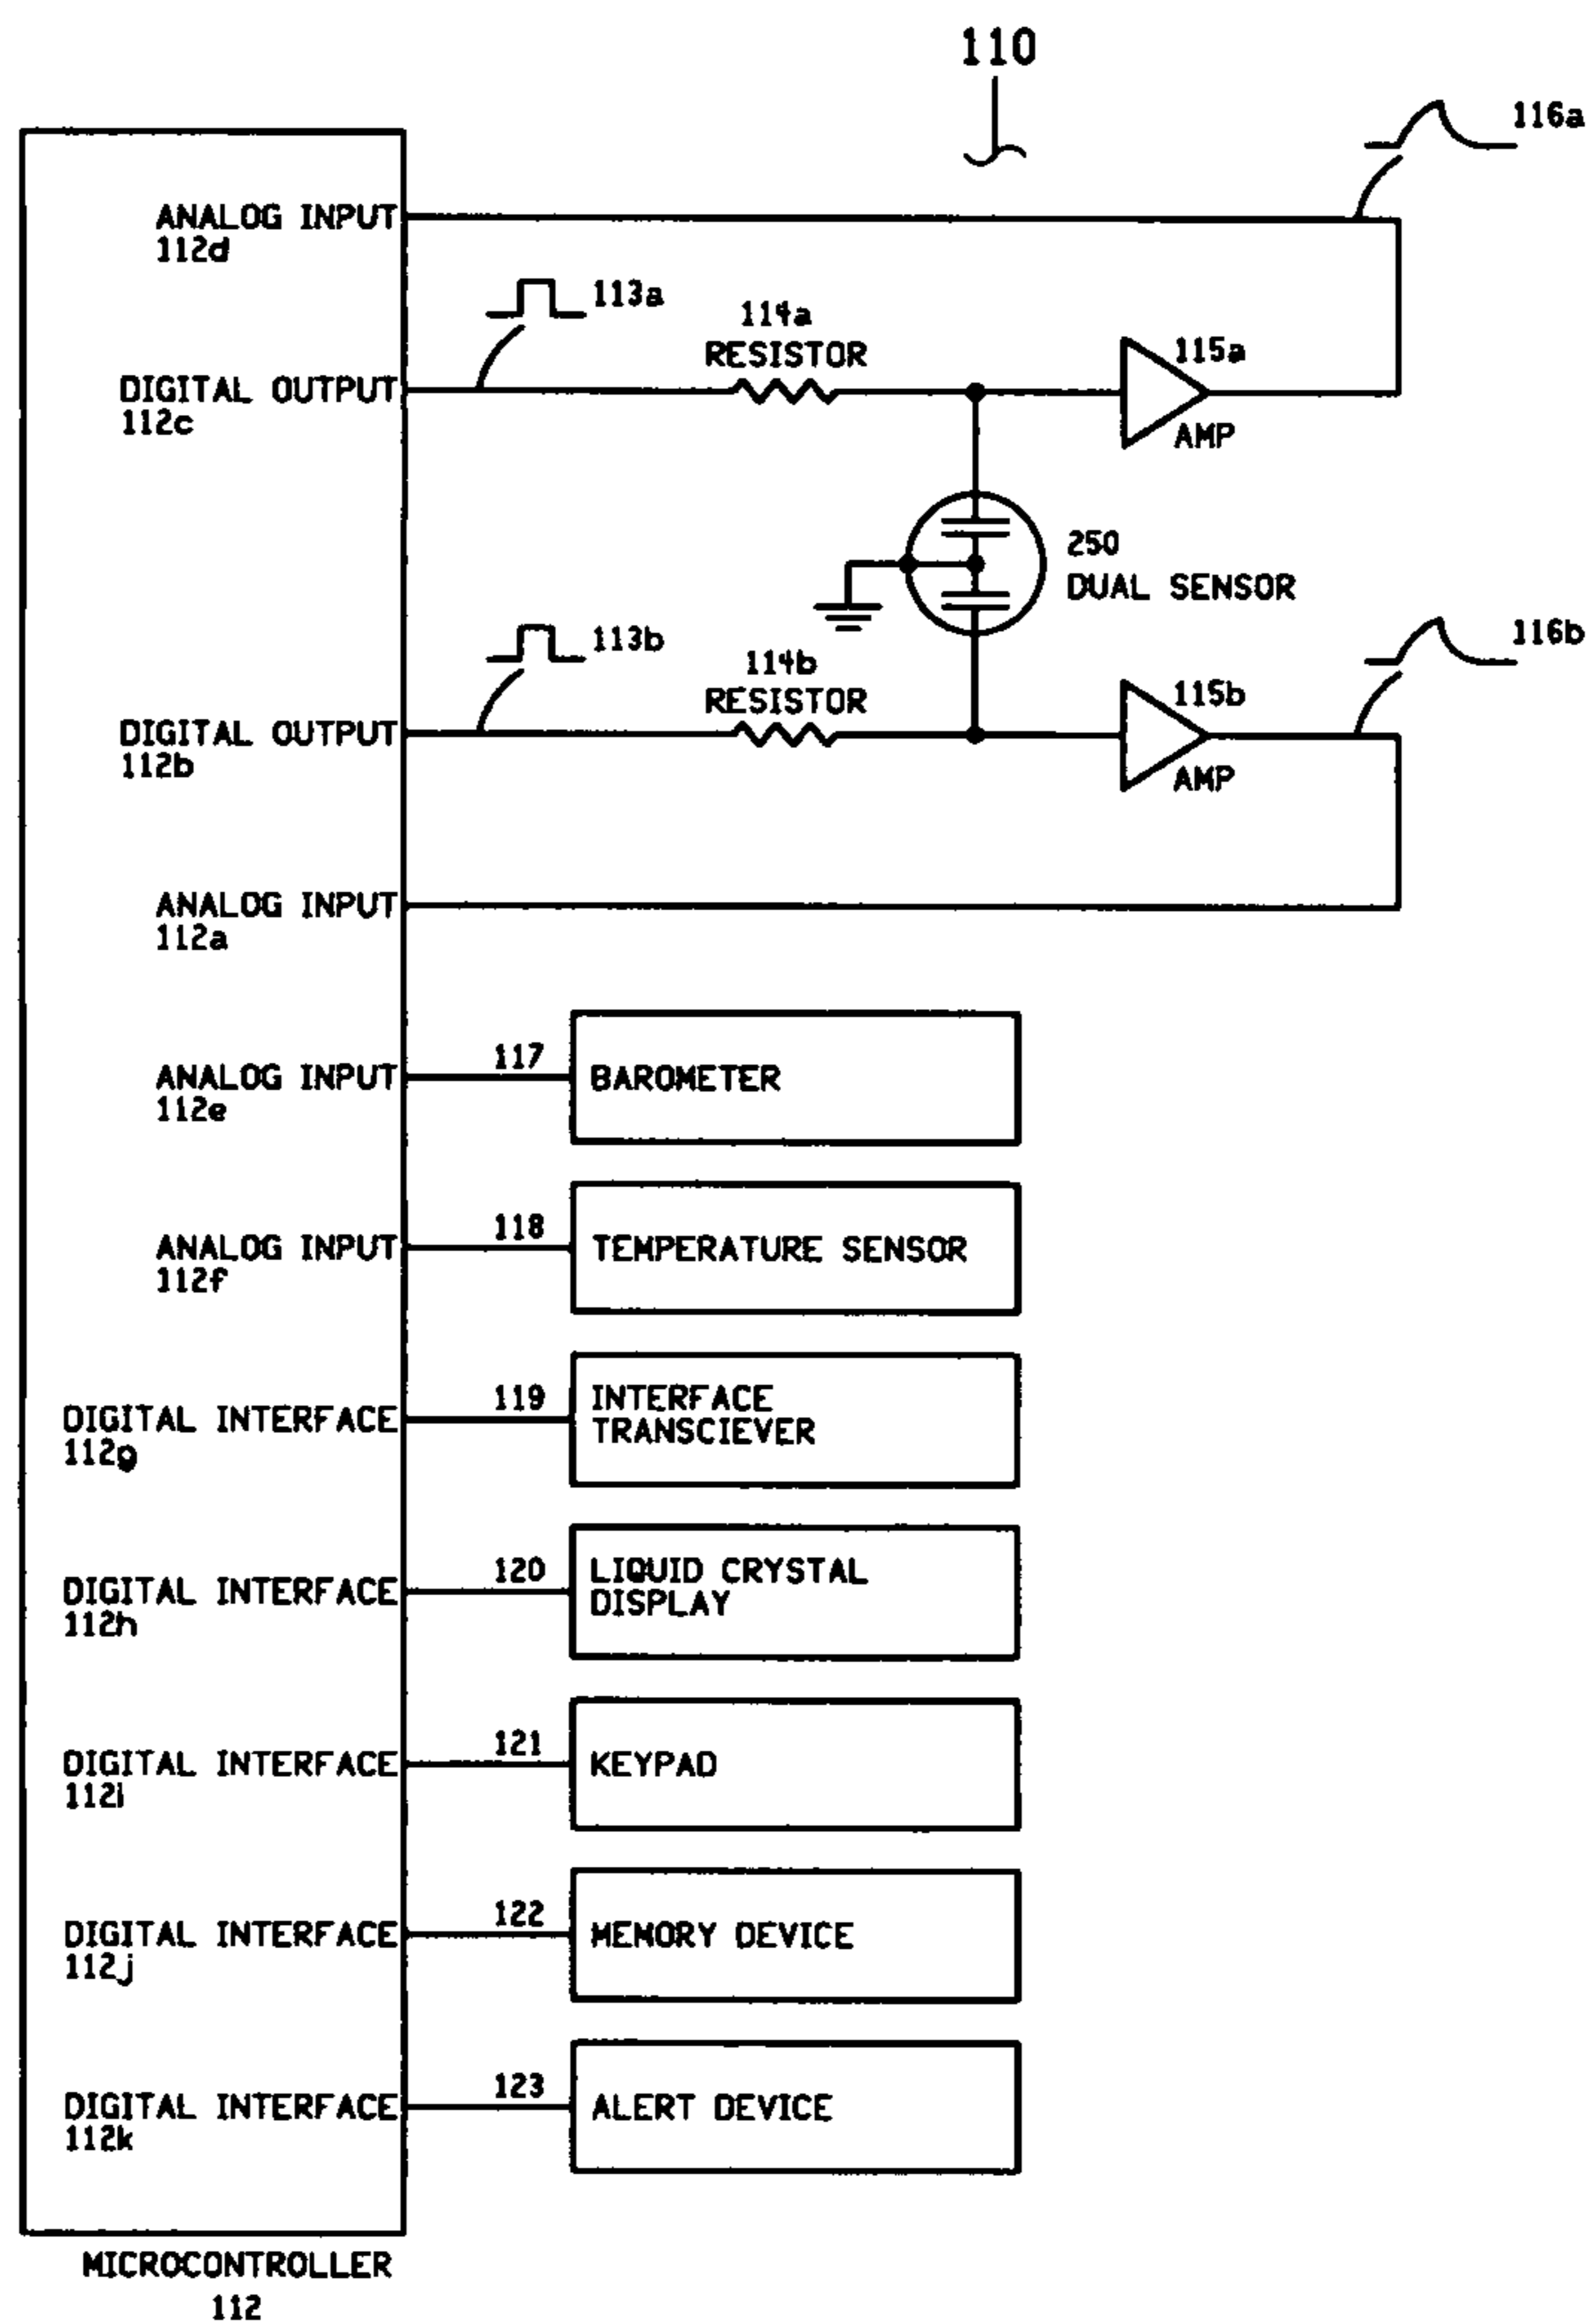 110
116a
ANALOG INPUT
112d
113a
114a
RESISTOR
115a
DIGITAL OUTPUT
112c
AMP
250
DUAL SENSOR
113b
114b
RESISTOR
116b
115b
DIGITAL OUTPUT
112b
AMP
ANALOG INPUT
112a
ANALOG INPUT
112e
117
BAROMETER
ANALOG INPUT
112f
118
TEMPERATURE SENSOR
DIGITAL INTERFACE
112g
119
INTERFACE
TRANSCIEVER
DIGITAL INTERFACE
112h
120
LIQUID CRYSTAL
DISPLAY
DIGITAL INTERFACE
112i
121
KEYPAD
DIGITAL INTERFACE
112j
122
MEMORY DEVICE
DIGITAL INTERFACE
112k
123
ALERT DEVICE
MICROCONTROLLER
112